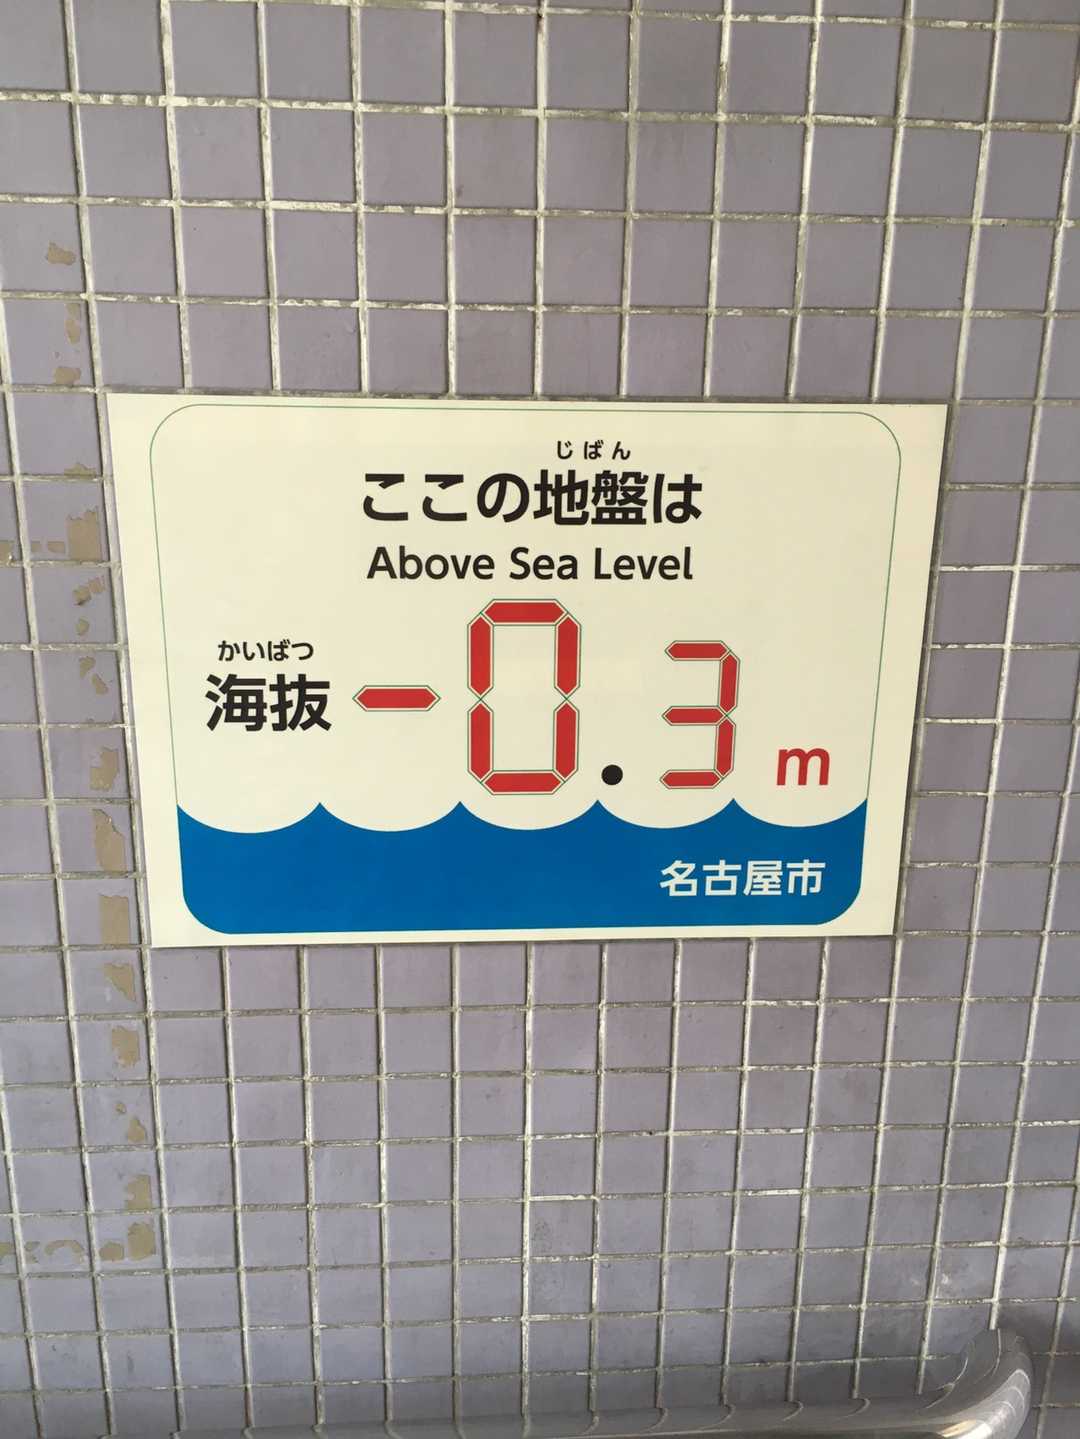 じばん
ここの地盤は
Above Sea Level
かいばつ
海抜 -0.3 m
名古屋市